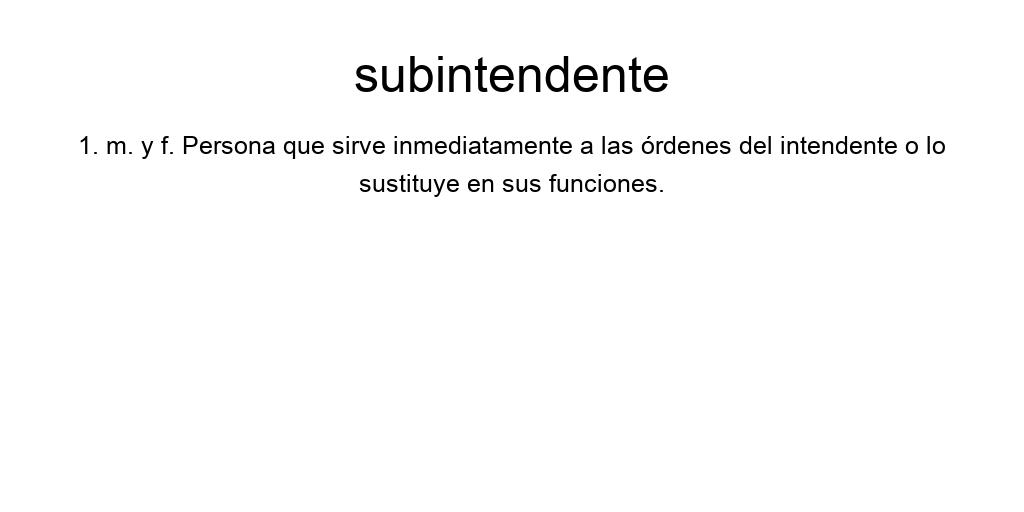 subintendente
1. m. y f. Persona que sirve inmediatamente a las órdenes del intendente o lo
sustituye en sus funciones.